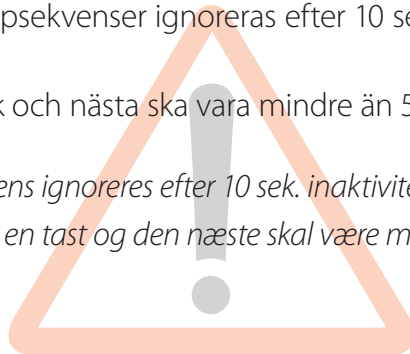 psekvenser ignoreras efter 10 se
k och nästa ska vara mindre än 5
ens ignoreres efter 10 sek. inaktivite
en tast og den næste skal være m